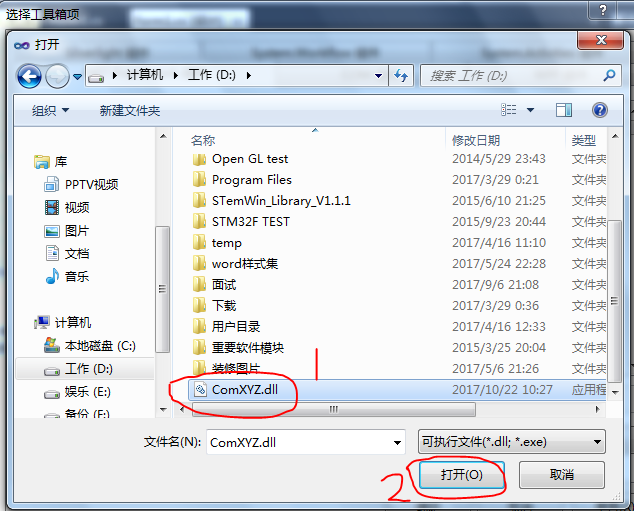 选择工具箱项
?
打开
计算机 工作 (D:)
搜索 工作 (D:)
组织 新建文件夹
名称 修改日期 类型
库
PPTV视频
视频
图片
文档
音乐
计算机
本地磁盘 (C:)
工作 (D:)
娱乐 (E:)
备份 (F:)
Open GL test 2014/5/29 23:43 文件夹
Program Files 2017/3/29 0:21 文件夹
STemWin_Library_V1.1.1 2015/6/10 21:25 文件夹
STM32F TEST 2015/9/23 20:44 文件夹
temp 2017/4/16 11:10 文件夹
word样式集 2017/5/24 22:28 文件夹
面试 2017/9/6 21:08 文件夹
下载 2017/3/29 0:36 文件夹
用户目录 2017/4/16 12:33 文件夹
重要软件模块 2015/3/25 20:04 文件夹
装修图片 2017/5/6 21:26 文件夹
ComXYZ.dll 2017/10/22 10:27 应用程
1
文件名(N): ComXYZ.dll 可执行文件(*.dll; *.exe)
2 打开(O) 取消